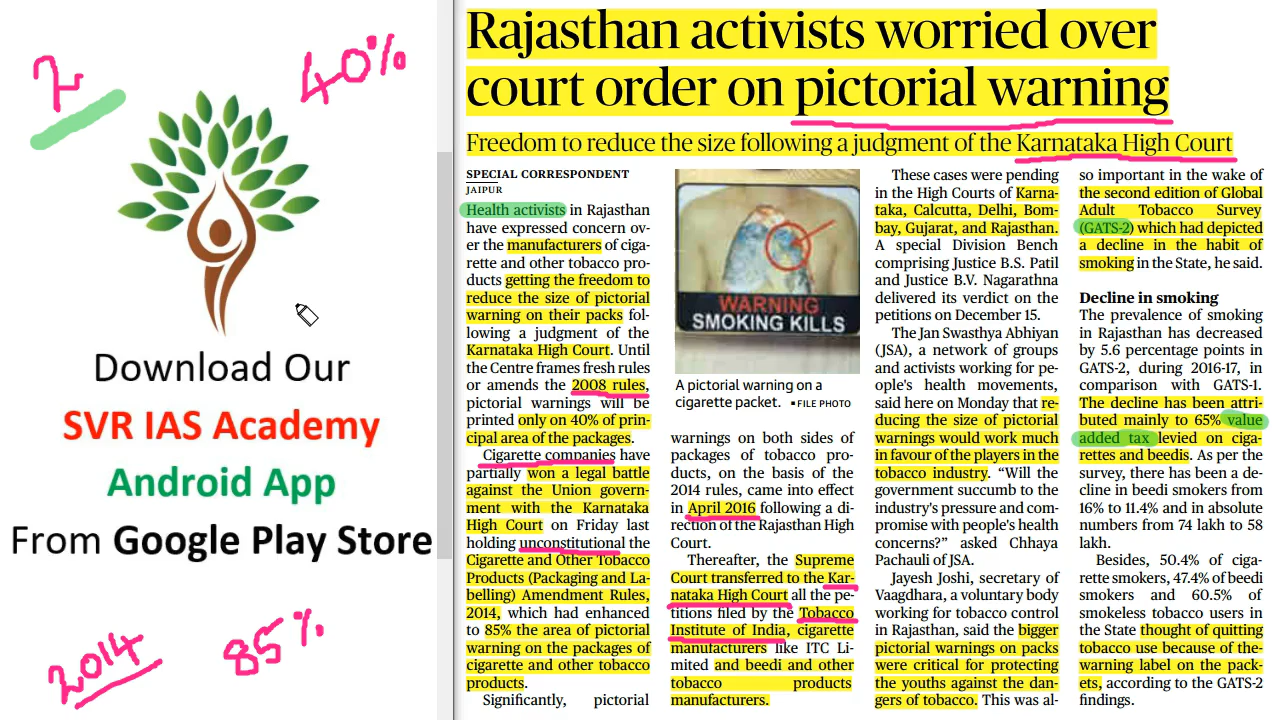 40%
Download Our
SVR IAS Academy
Android App
From Google Play Store
2014
85%
Rajasthan activists worried over
court order on pictorial warning
Freedom to reduce the size following a judgment of the Karnataka High Court
SPECIAL CORRESPONDENT
JAIPUR
Health activists in Rajasthan
have expressed concern ov-
er the manufacturers of ciga-
rette and other tobacco pro-
ducts getting the freedom to
reduce the size of pictorial
warning on their packs fol-
lowing a judgment of the
Karnataka High Court. Until
the Centre frames fresh rules
or amends the 2008 rules,
pictorial warnings will be
printed only on 40% of prin-
cipal area of the packages.
Cigarette companies have
partially won a legal battle
against the Union govern-
ment with the Karnataka
High Court on Friday last
holding unconstitutional the
Cigarette and Other Tobacco
Products (Packaging and La-
belling) Amendment Rules,
2014, which had enhanced
to 85% the area of pictorial
warning on the packages of
cigarette and other tobacco
products.
Significantly, pictorial
WARNING
SMOKING KILLS
A pictorial warning on a
cigarette packet. ▪FILE PHOTO
warnings on both sides of
packages of tobacco pro-
ducts, on the basis of the
2014 rules, came into effect
in April 2016 following a di-
rection of the Rajasthan High
Court.
Thereafter, the Supreme
Court transferred to the Kar-
nataka High Court all the pe-
titions filed by the Tobacco
Institute of India, cigarette
manufacturers like ITC Li-
mited and beedi and other
tobacco products
manufacturers.
These cases were pending
in the High Courts of Karna-
taka, Calcutta, Delhi, Bom-
bay, Gujarat, and Rajasthan.
A special Division Bench
comprising Justice B.S. Patil
and Justice B.V. Nagarathna
delivered its verdict on the
petitions on December 15.
The Jan Swasthya Abhiyan
(JSA), a network of groups
and activists working for pe-
ople's health movements,
said here on Monday that re-
ducing the size of pictorial
warnings would work much
in favour of the players in the
tobacco industry. “Will the
government succumb to the
industry's pressure and com-
promise with people's health
concerns?” asked Chhaya
Pachauli of JSA.
Jayesh Joshi, secretary of
Vaagdhara, a voluntary body
working for tobacco control
in Rajasthan, said the bigger
pictorial warnings on packs
were critical for protecting
the youths against the dan-
gers of tobacco. This was al-
so important in the wake of
the second edition of Global
Adult Tobacco Survey
(GATS-2) which had depicted
a decline in the habit of
smoking in the State, he said.
Decline in smoking
The prevalence of smoking
in Rajasthan has decreased
by 5.6 percentage points in
GATS-2, during 2016-17, in
comparison with GATS-1.
The decline has been attri-
buted mainly to 65% value
added tax levied on ciga-
rettes and beedis. As per the
survey, there has been a de-
cline in beedi smokers from
16% to 11.4% and in absolute
numbers from 74 lakh to 58
lakh.
Besides, 50.4% of ciga-
rette smokers, 47.4% of beedi
smokers and 60.5% of
smokeless tobacco users in
the State thought of quitting
tobacco use because of the
warning label on the pack-
ets, according to the GATS-2
findings.